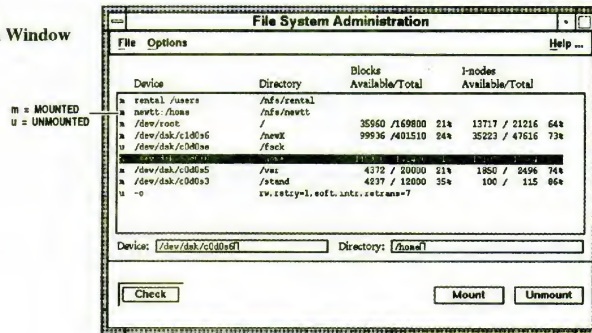 Window
m = MOUNTED
u = UNMOUNTED
File System Administration
File Options Help ...
Blocks I-nodes
Device Directory Available/Total Available/Total
m rental /users /nfs/rental
m newtt:/home /nfs/newtt
m /dev/root / 35960 /169800 21% 13717 / 21216 64%
m /dev/dsk/c1d0s6 /newX 99936 /401510 24% 35223 / 47616 73%
u /dev/dsk/c0d0se /fsck
m /dev/dsk/c0d0s5 /var 4372 / 20000 21% 1850 / 2496 74%
m /dev/dsk/c0d0s3 /stand 4237 / 12000 35% 100 / 115 86%
u -o rw,retry=1,soft,intr,retrans=7
Device: /dev/dsk/c0d0s6 Directory: /home
Check Mount Unmount